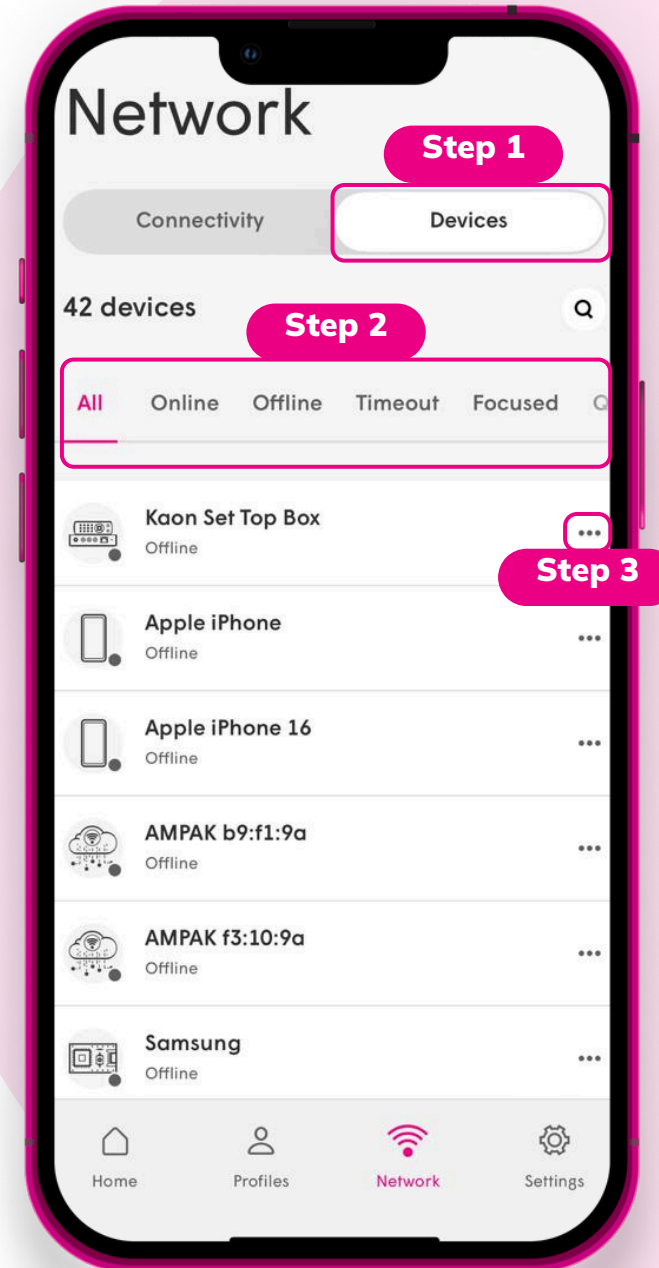 Network
Step 1
Connectivity Devices
42 devices
Step 2
All Online Offline Timeout Focused
Kaon Set Top Box
Offline
Step 3
Apple iPhone
Offline
Apple iPhone 16
Offline
AMPAK b9:f1:9a
Offline
AMPAK f3:10:9a
Offline
Samsung
Offline
Home Profiles Network Settings